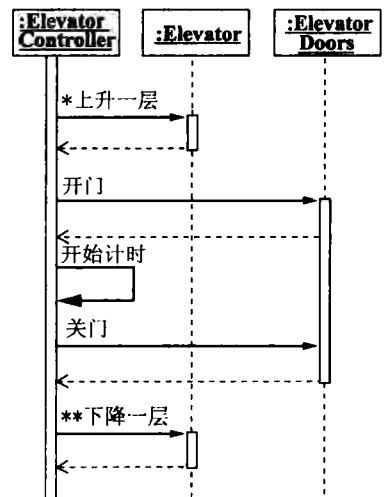 :Elevator
Controller
:Elevator
:Elevator
Doors
*上升一层
开门
开始计时
关门
**下降一层